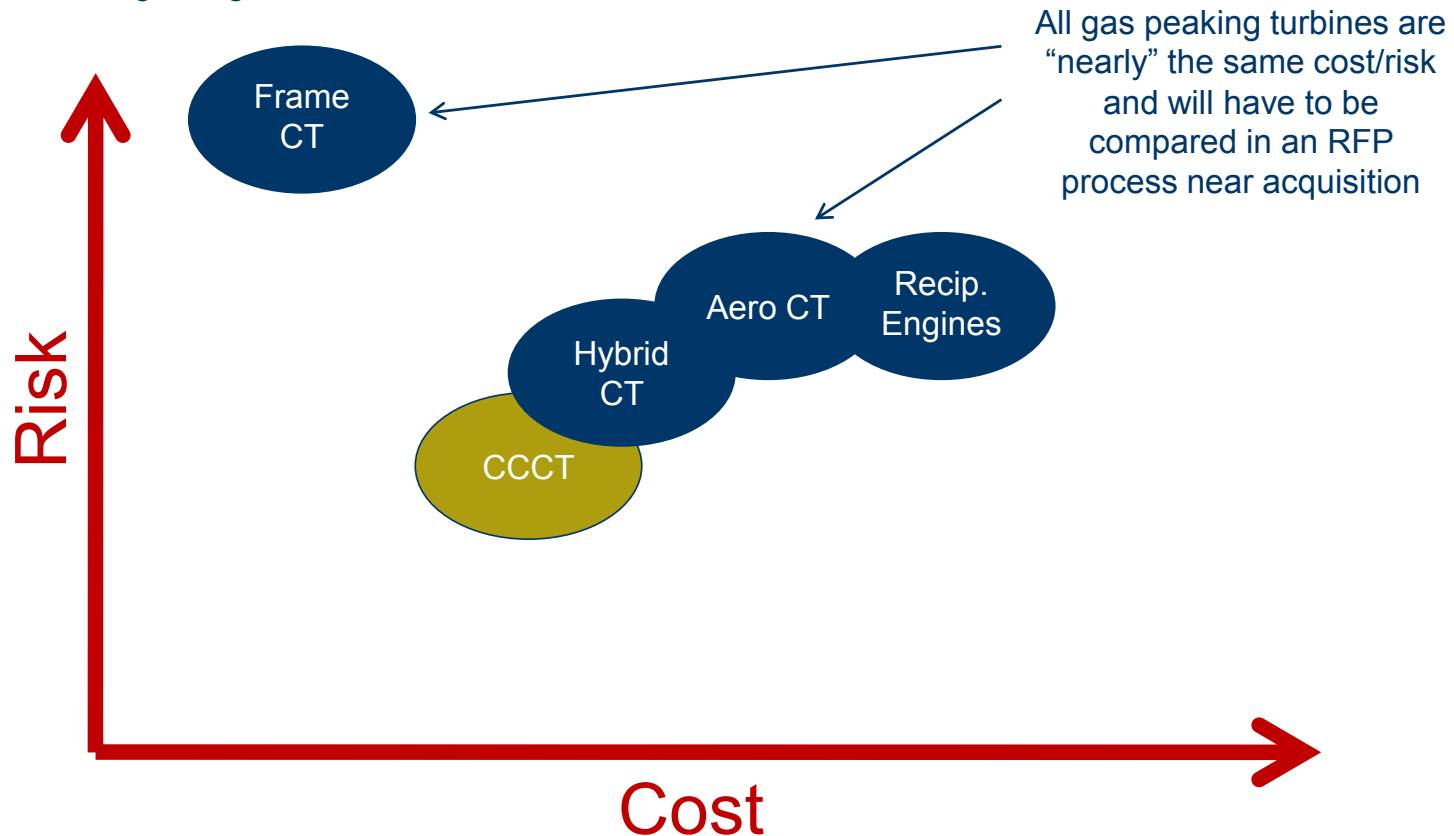 All gas peaking turbines are
“nearly” the same cost/risk
and will have to be
compared in an RFP
process near acquisition
Frame
CT
Aero CT
Recip.
Engines
Hybrid
CT
CCCT
Risk
Cost